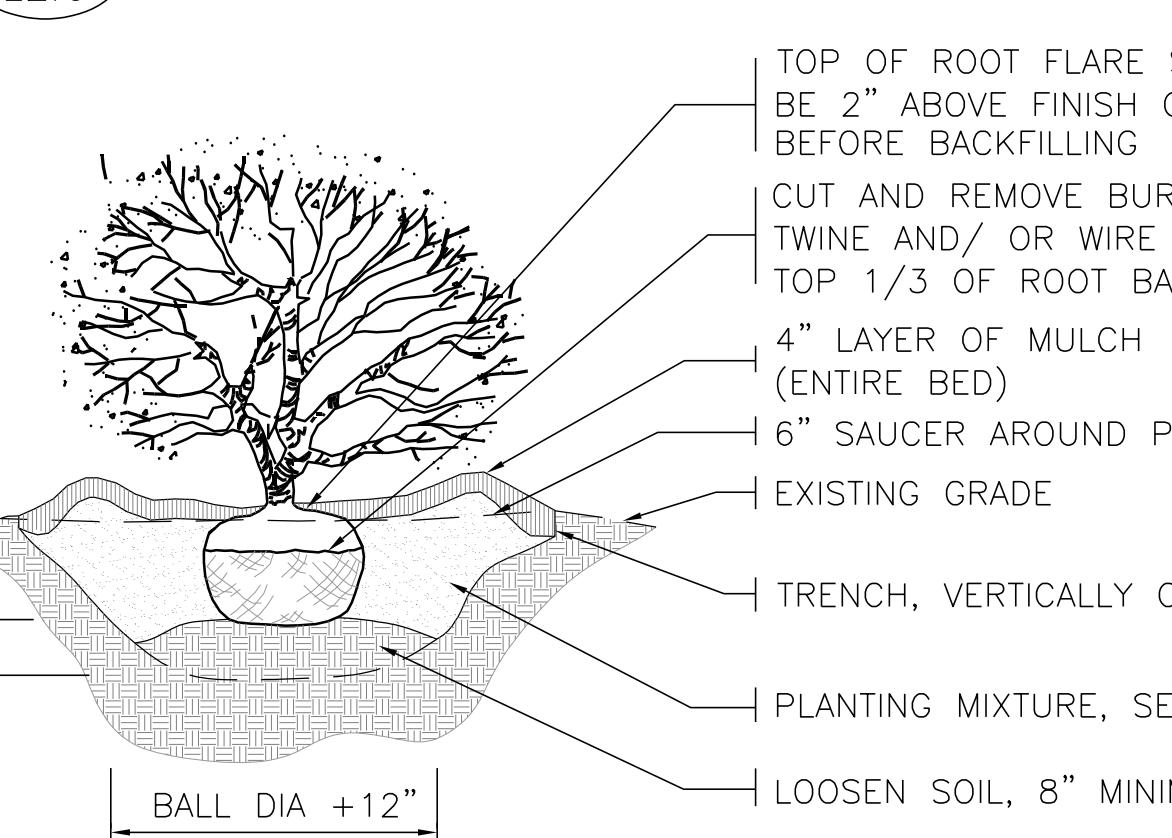 TOP OF ROOT FLARE
BE 2” ABOVE FINISH
BEFORE BACKFILLING
CUT AND REMOVE
TWINE AND/ OR WIRE
TOP 1/3 OF ROOT
4” LAYER OF MULCH
(ENTIRE BED)
6” SAUCER AROUND
EXISTING GRADE
TRENCH, VERTICALLY
PLANTING MIXTURE,
LOOSEN SOIL, 8”
BALL DIA +12”